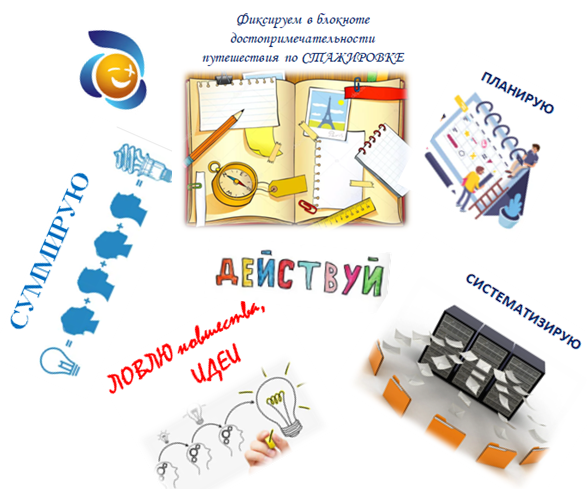 Фиксируем в блокноте
достопримечательности
путешествия по СТАЖИРОВКЕ
ПЛАНИРУЮ
СУММИРУЮ
ДЕЙСТВУЙ
СИСТЕМАТИЗИРУЮ
ЛОВЛЮ новшества,
ИДЕИ